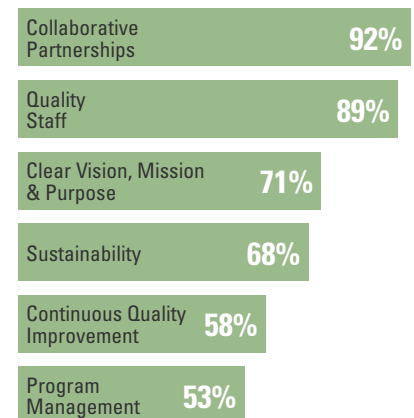 Collaborative
Partnerships 92%
Quality
Staff 89%
Clear Vision, Mission
& Purpose 71%
Sustainability 68%
Continuous Quality
Improvement 58%
Program
Management 53%